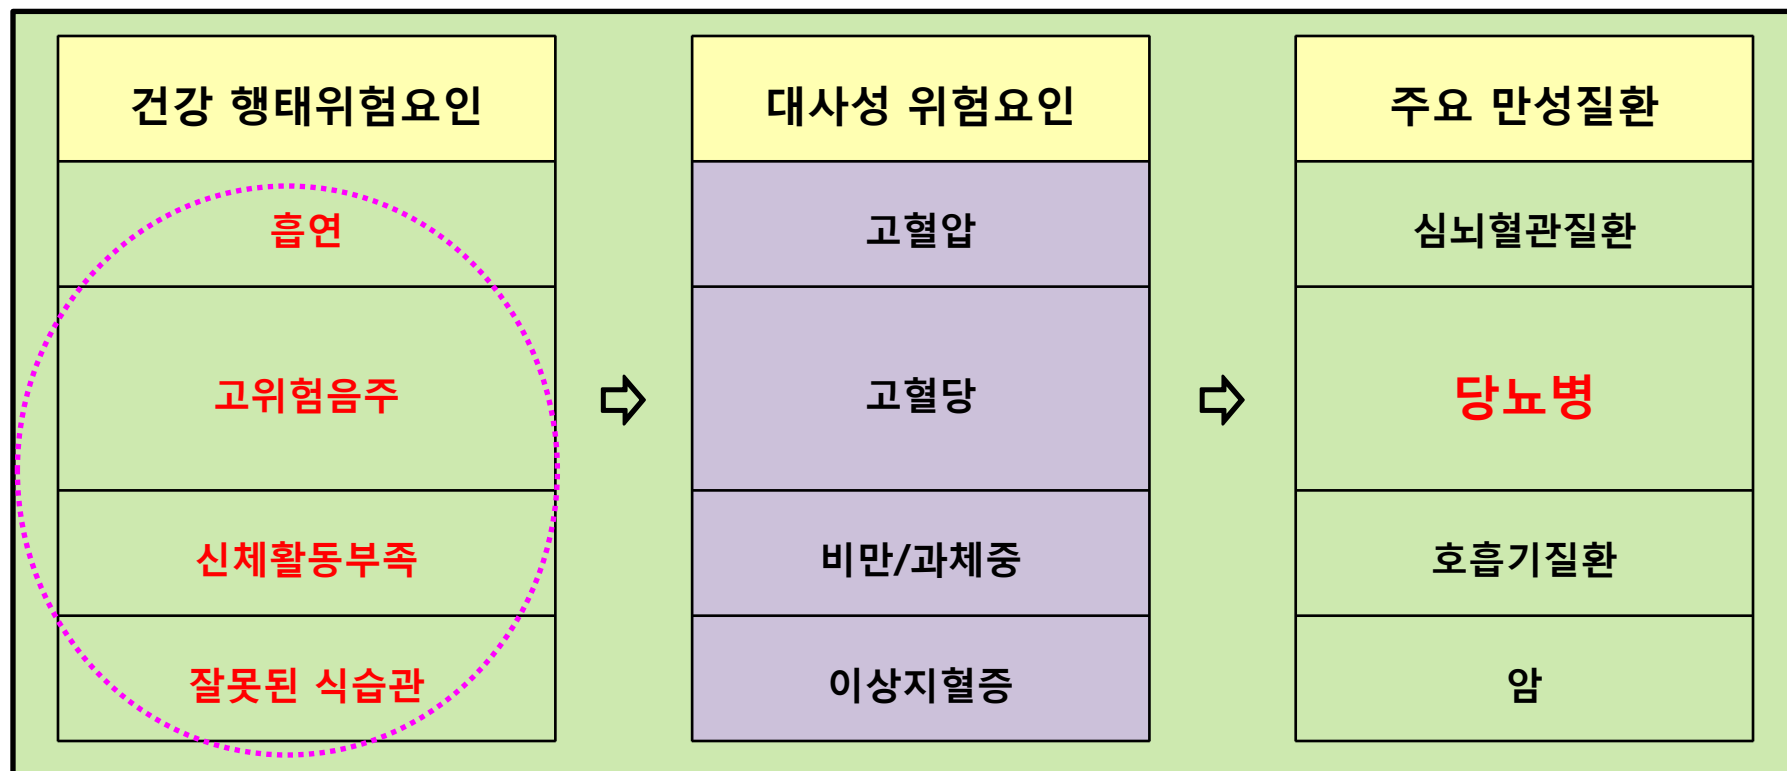 건강 행태위험요인
흡연
고위험음주
신체활동부족
잘못된 식습관
대사성 위험요인
고혈압
고혈당
비만/과체중
이상지혈증
주요 만성질환
심뇌혈관질환
당뇨병
호흡기질환
암